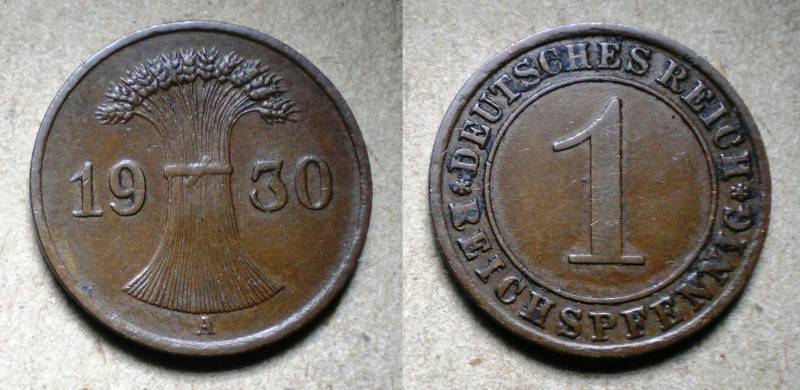 19 30
A
DEUTSCHES REICH
1
REICHSPFENNIG